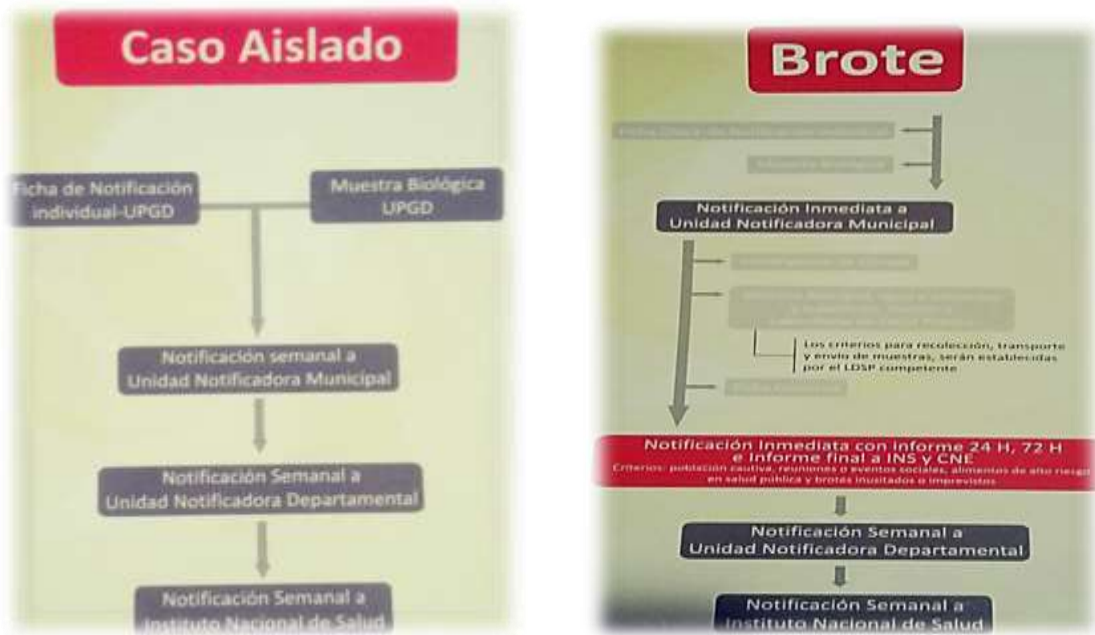 Caso Aislado
Ficha de Notificación
individual-UPGD
Muestra Biológica
UPGD
Notificación semanal a
Unidad Notificadora Municipal
Notificación Semanal a
Unidad Notificadora Departamental
Notificación Semanal a
Instituto Nacional de Salud
Brote
Notificación Inmediata a
Unidad Notificadora Municipal
Los criterios para recolección, transporte
y envío de muestras, serán establecidas
por el LDSP competente
Notificación Inmediata con informe 24 H, 72 H
e Informe final a INS y CNE
Criterios: población cautiva, reuniones o eventos sociales, alimentos de alto riesgo
en salud pública y brotes inusitados o imprevistos
Notificación Semanal a
Unidad Notificadora Departamental
Notificación Semanal a
Instituto Nacional de Salud